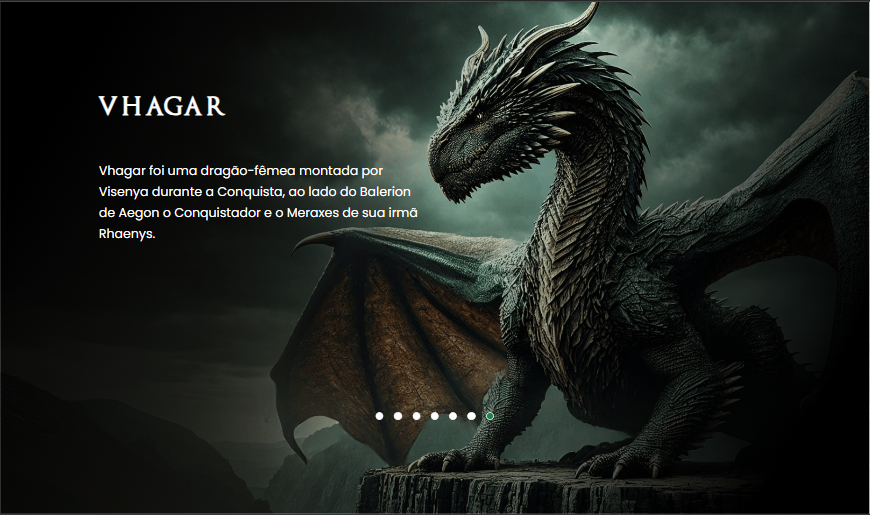 VHAGAR
Vhagar foi uma dragão-fêmea montada por
Visenya durante a Conquista, ao lado do Balerion
de Aegon o Conquistador e o Meraxes de sua irmã
Rhaenys.